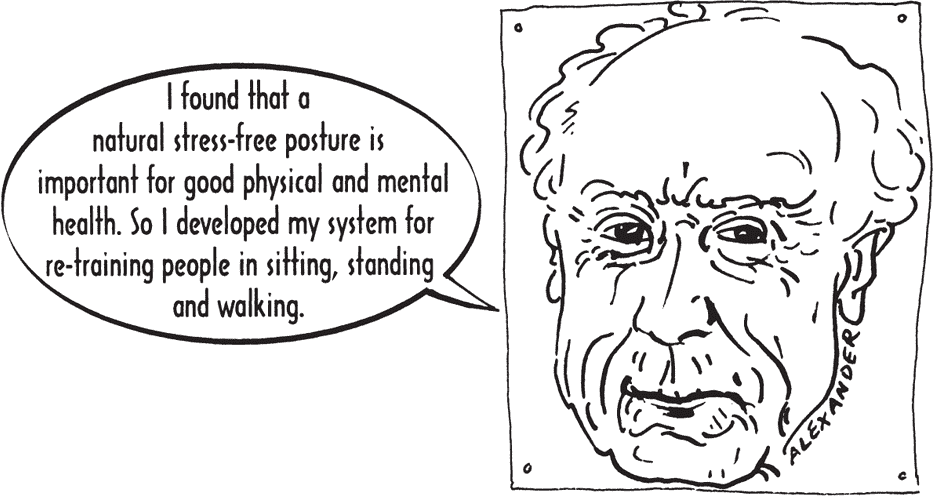 I found that a
natural stress-free posture is
important for good physical and mental
health. So I developed my system for
re-training people in sitting, standing
and walking.
ALEXANDER